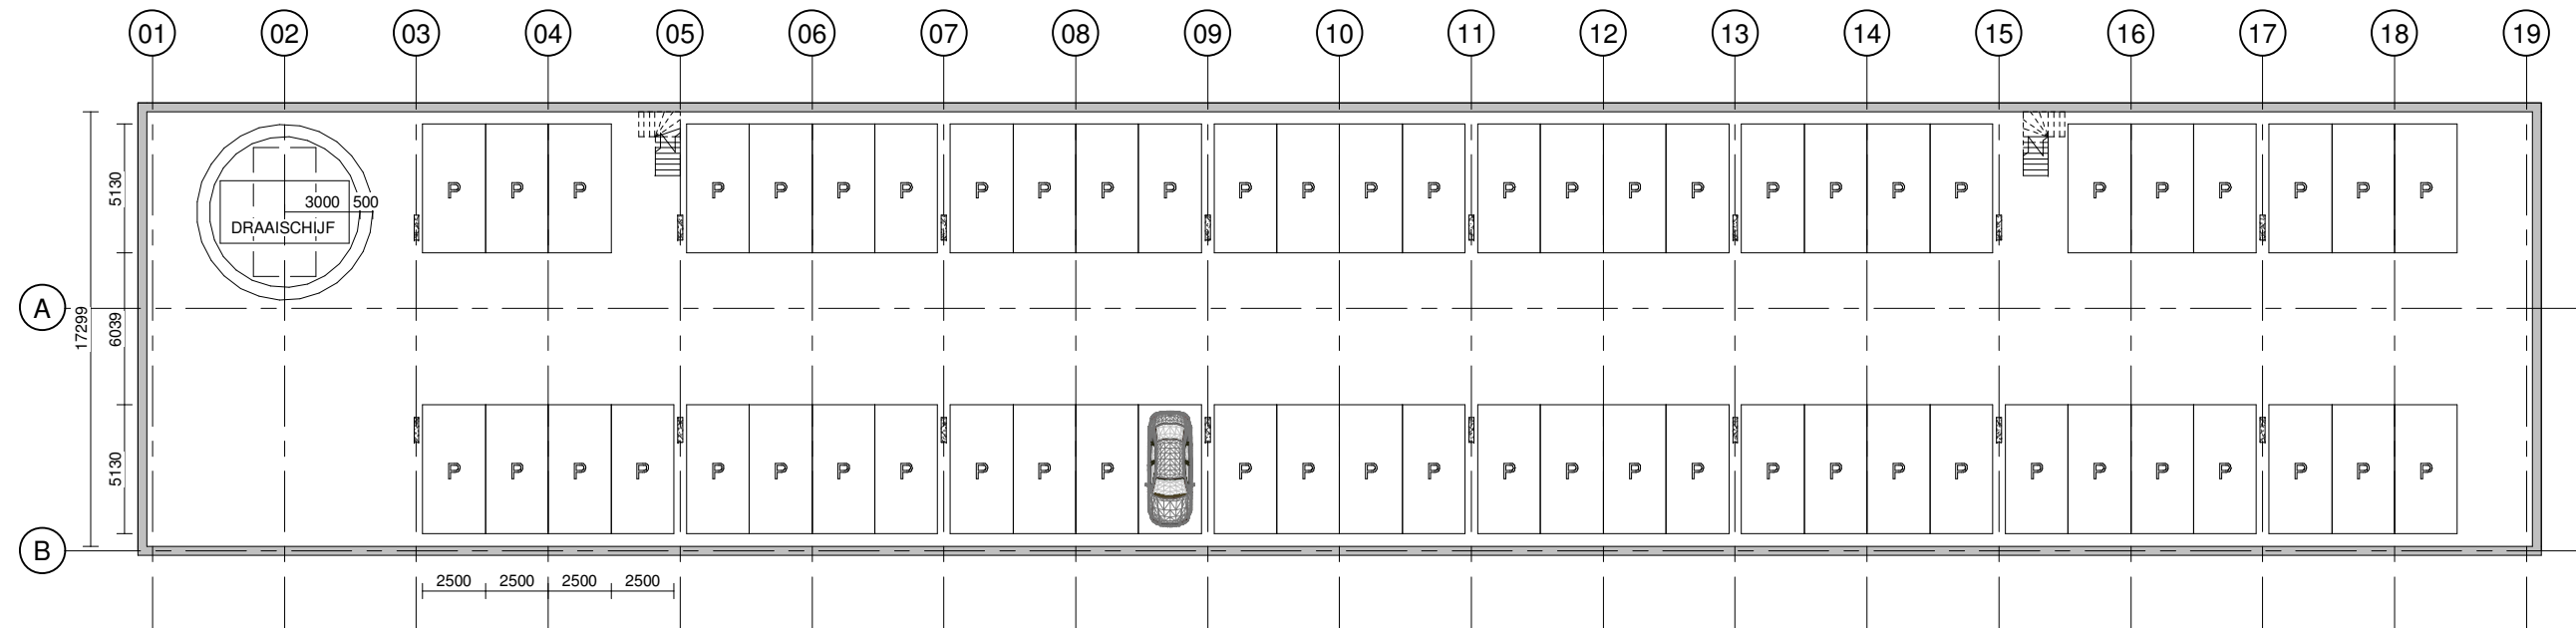 01 02 03 04 05 06 07 08 09 10 11 12 13 14 15 16 17 18 19
5130
P P P P P P P P P P P P P P P P P P P P P P P P P P P P P
3000 500
DRAAISCHIJF
A
17299
6039
5130
P P P P P P P P P P P P P P P P P P P P P P P P P P P P P P
B
2500 2500 2500 2500